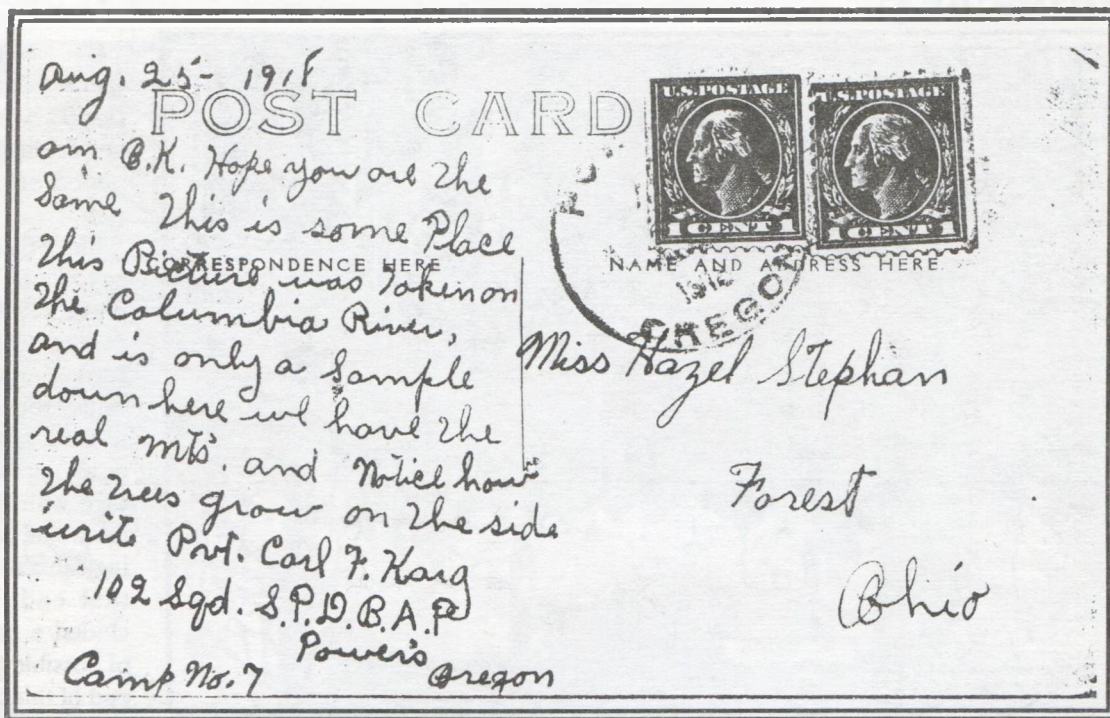 Aug. 25 - 1918
POST CARD
am O.K. Hope you are the
Same This is some Place
This Picture was Taken on
the Columbia River,
and is only a Sample
down here we have the
real Mts. and Notice how
the trees grow on the side
write Pvt. Carl F. Karg
102 Sqd. S.P.D.B.A.P.
Powers
Camp No. 7 Oregon
CORRESPONDENCE HERE
U.S. POSTAGE
1 CENT 1
U.S. POSTAGE
1 CENT 1
OREGON
NAME AND ADDRESS HERE
Miss Hazel Stephan
Forest
Ohio